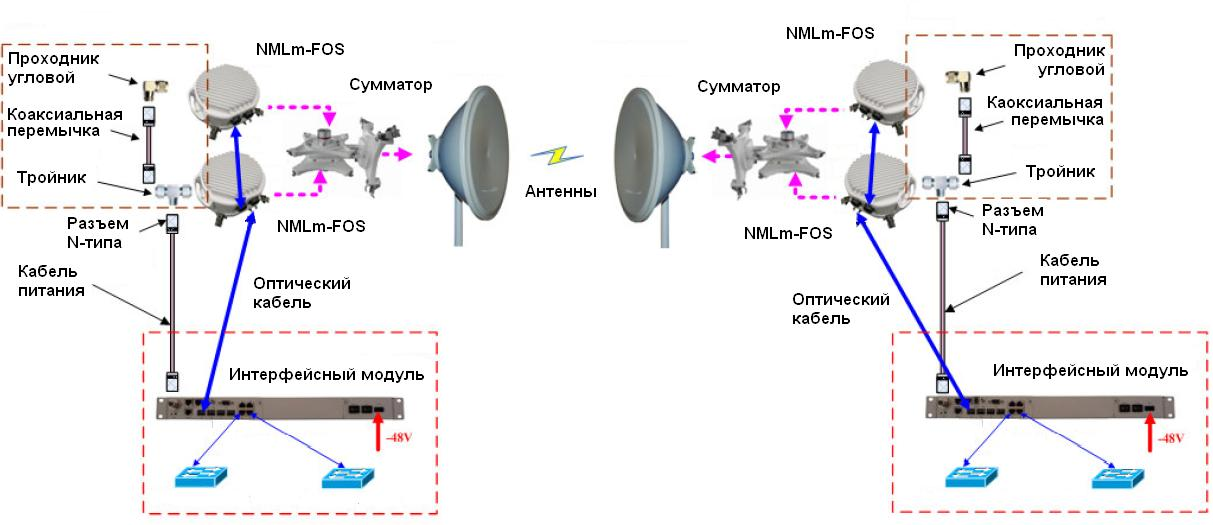 NMLm-FOS
Проходник
угловой
Сумматор
Коаксиальная
перемычка
Тройник
NMLm-FOS
Разъем
N-типа
Кабель
питания
Оптический
кабель
Интерфейсный модуль
-48V
Антенны
NMLm-FOS
Проходник
угловой
Сумматор
Каоксиальная
перемычка
Тройник
NMLm-FOS
Разъем
N-типа
Кабель
питания
Оптический
кабель
Интерфейсный модуль
-48V